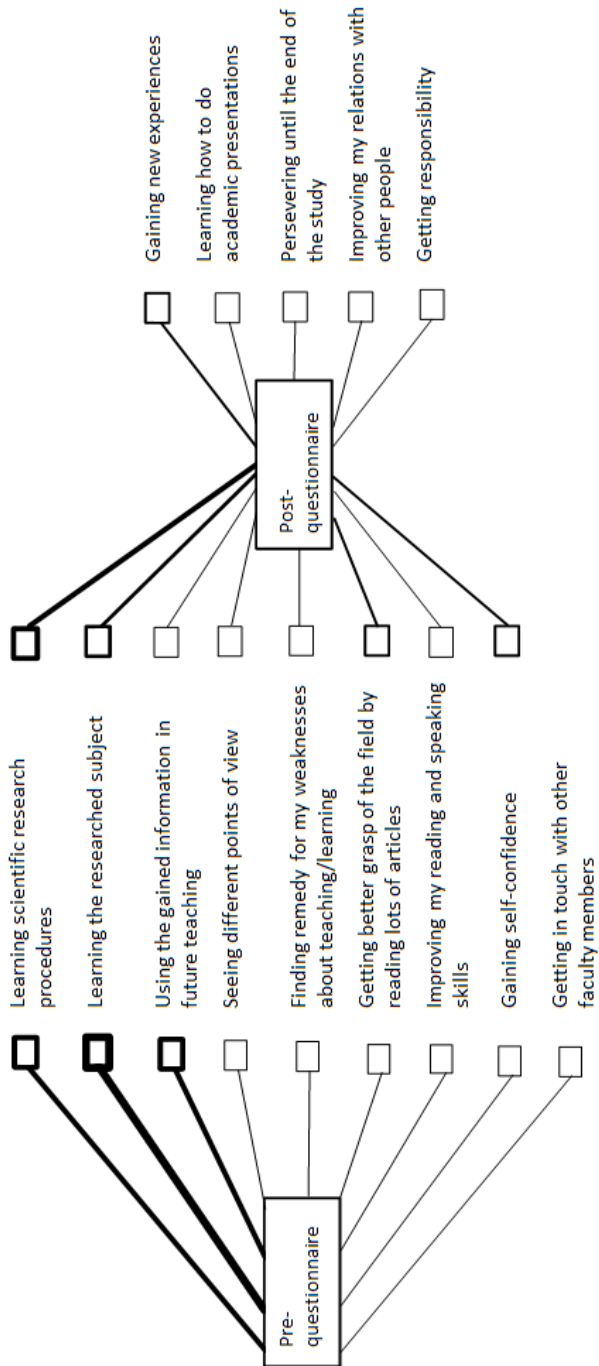 Pre-
questionnaire
Learning scientific research
procedures
Learning the researched subject
Using the gained information in
future teaching
Seeing different points of view
Finding remedy for my weaknesses
about teaching/learning
Getting better grasp of the field by
reading lots of articles
Improving my reading and speaking
skills
Gaining self-confidence
Getting in touch with other
faculty members
Post-
questionnaire
Gaining new experiences
Learning how to do
academic presentations
Persevering until the end of
the study
Improving my relations with
other people
Getting responsibility